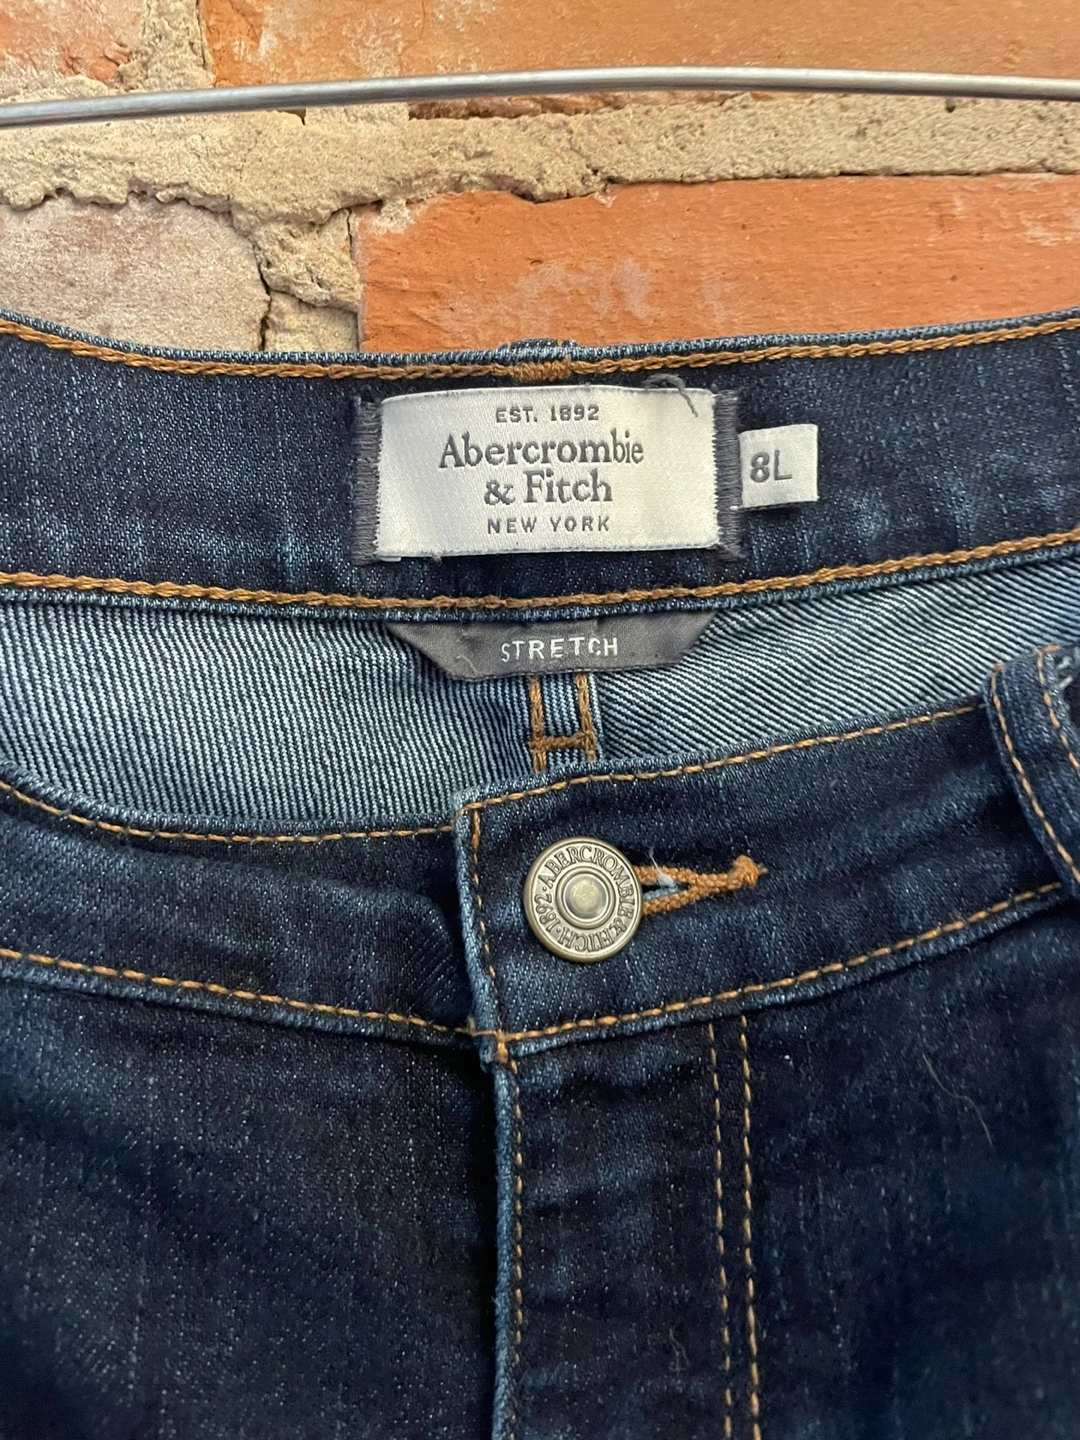 EST. 1892
Abercrombie
& Fitch
NEW YORK
8L
STRETCH
ABERCROMBIE & FITCH · 1892 ·